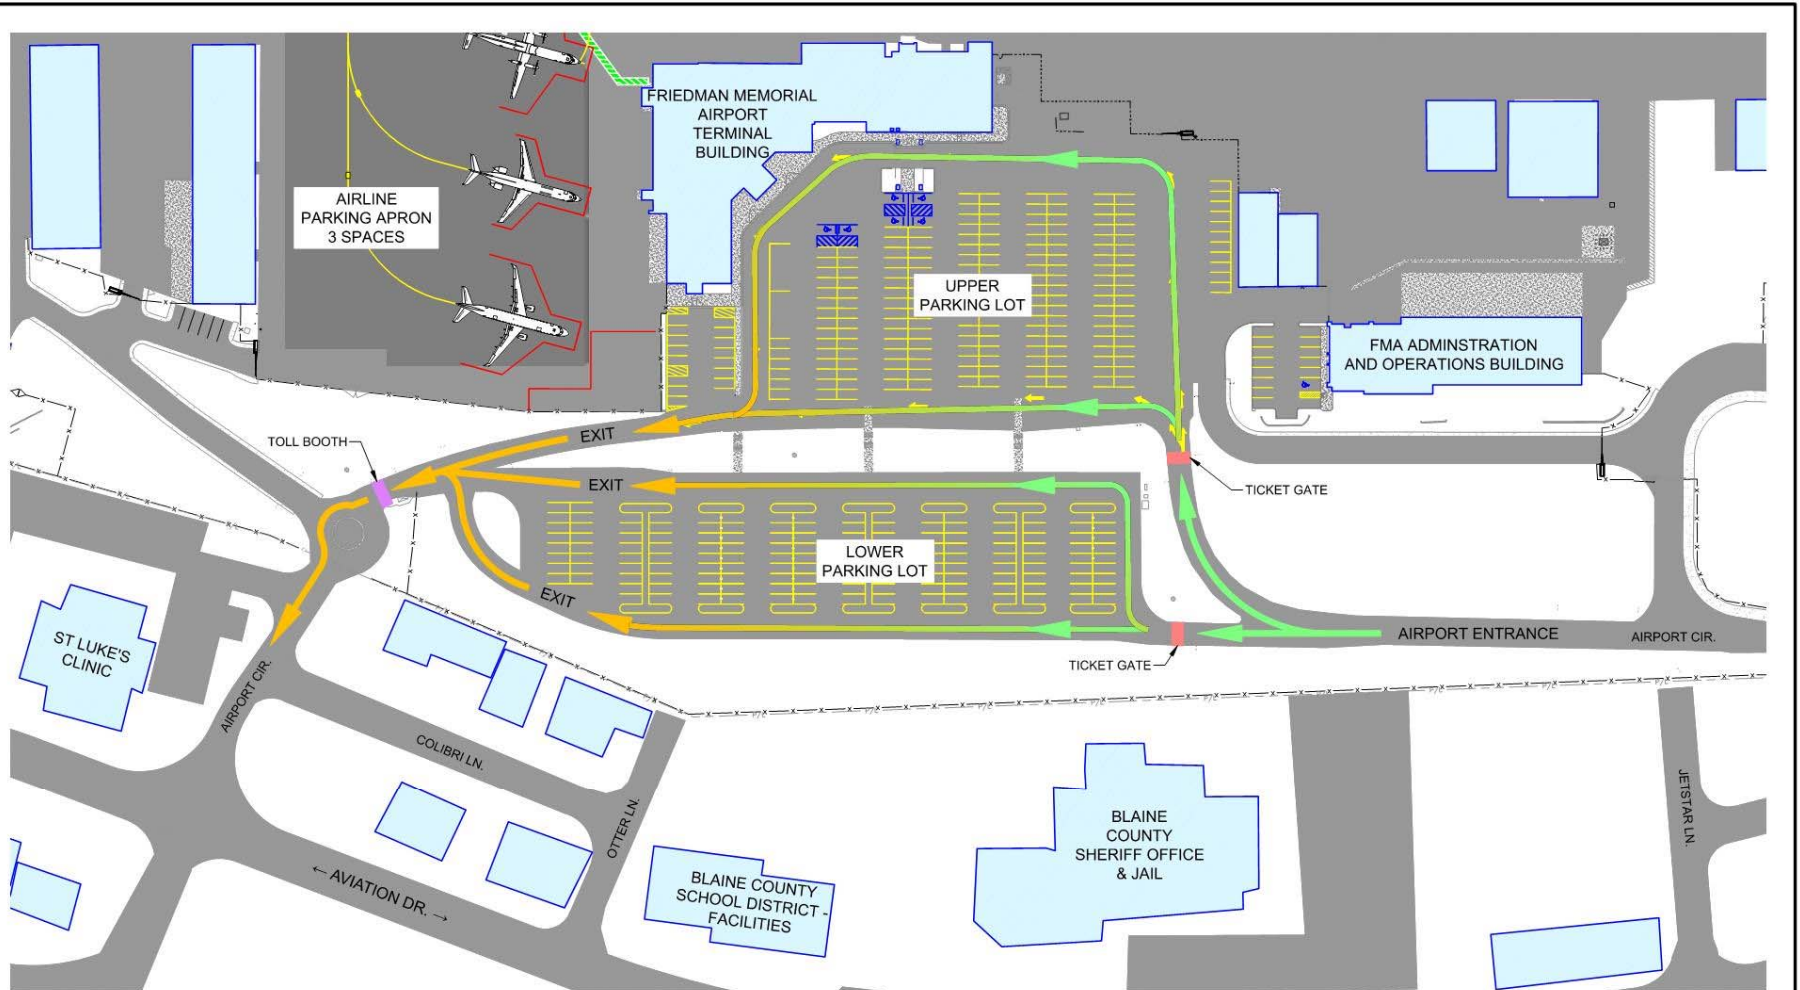 FRIEDMAN MEMORIAL
AIRPORT
TERMINAL
BUILDING
AIRLINE
PARKING APRON
3 SPACES
UPPER
PARKING LOT
FMA ADMINSTRATION
AND OPERATIONS BUILDING
TOLL BOOTH
EXIT
EXIT
TICKET GATE
LOWER
PARKING LOT
EXIT
AIRPORT ENTRANCE
AIRPORT CIR.
TICKET GATE
ST LUKE'S
CLINIC
AIRPORT CIR.
COLIBRI LN.
OTTER LN.
JETSTAR LN.
BLAINE
COUNTY
SHERIFF OFFICE
& JAIL
← AVIATION DR. →
BLAINE COUNTY
SCHOOL DISTRICT -
FACILITIES